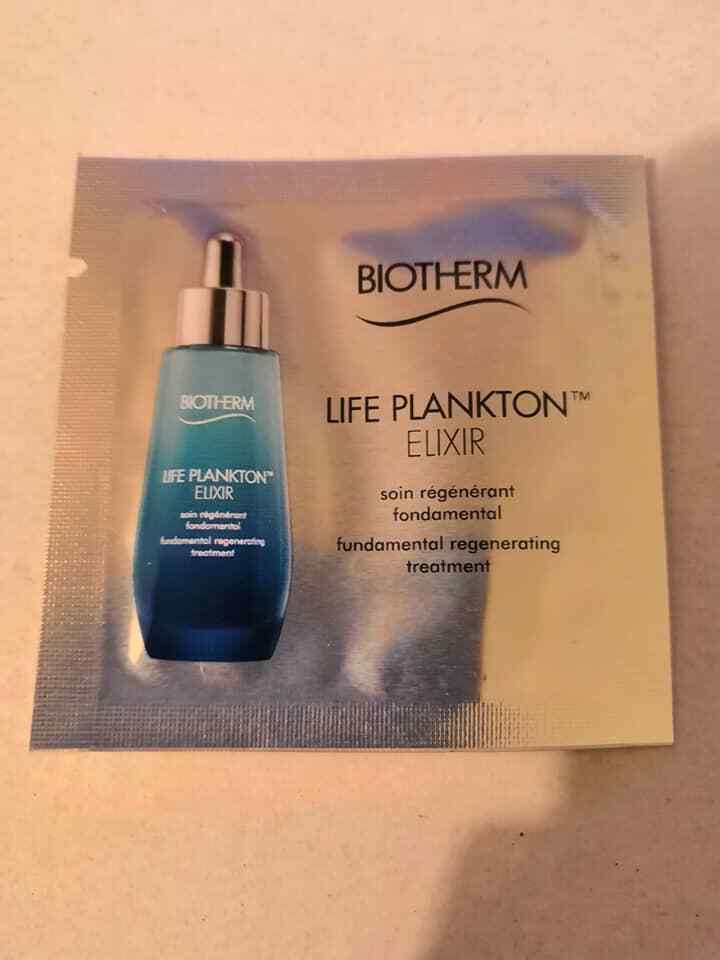 BIOTHERM
LIFE PLANKTON™
ELIXIR
soin régénérant
fondamental
fundamental regenerating
treatment
BIOTHERM
LIFE PLANKTON™
ELIXIR
soin régénérant
fondamental
fundamental regenerating
treatment